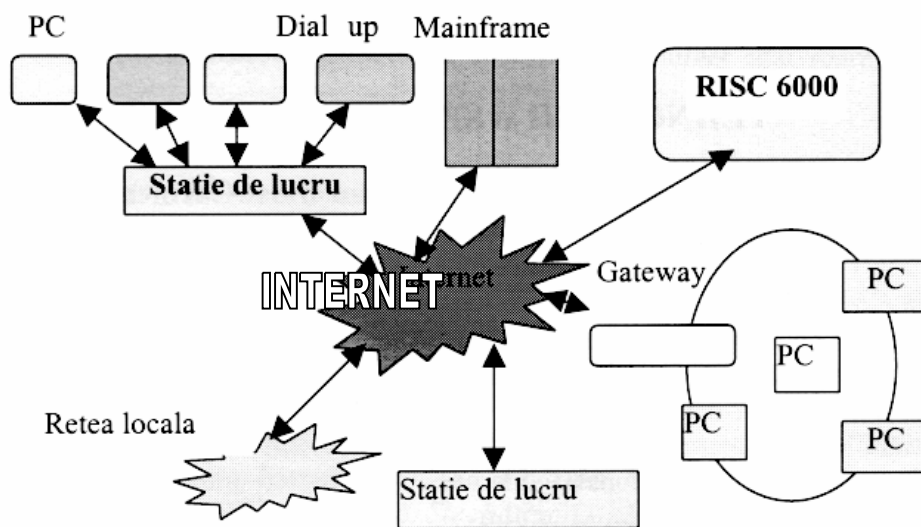 PC
Dial up
Mainframe
RISC 6000
Statie de lucru
Internet
INTERNET
Gateway
PC
PC
PC
PC
Retea locala
Statie de lucru